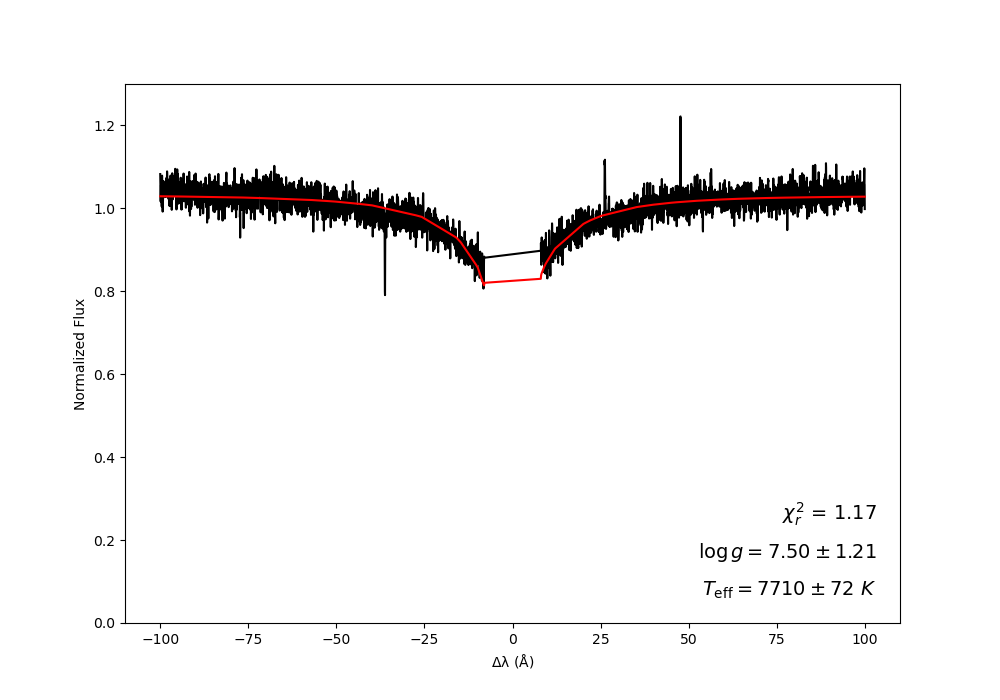 1.2
1.0
0.8
0.6
0.4
0.2
0.0
Normalized Flux
χ²ᵣ = 1.17
log g = 7.50 ± 1.21
T_eff = 7710 ± 72 K
−100 −75 −50 −25 0 25 50 75 100
Δλ (Å)